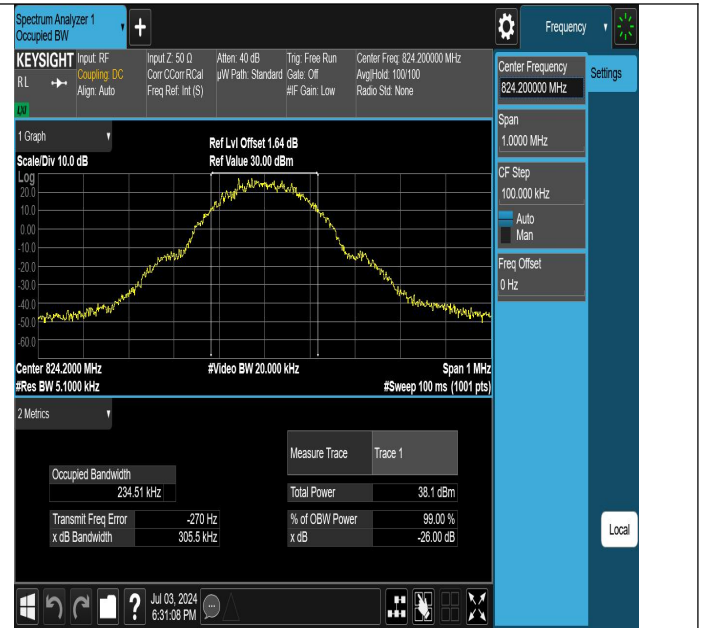 Spectrum Analyzer 1
Occupied BW
+
Frequency
KEYSIGHT
RL
LXI
Input: RF
Coupling: DC
Align: Auto
Input Z: 50 Ω
Corr CCorr RCal
Freq Ref: Int (S)
Atten: 40 dB
µW Path: Standard
Trig: Free Run
Gate: Off
#IF Gain: Low
Center Freq: 824.200000 MHz
Avg|Hold: 100/100
Radio Std: None
Center Frequency
824.200000 MHz
Settings
Span
1.0000 MHz
CF Step
100.000 kHz
Auto
Man
Freq Offset
0 Hz
Local
1 Graph
Scale/Div 10.0 dB
Ref Lvl Offset 1.64 dB
Ref Value 30.00 dBm
Log
20.0
10.0
0.00
-10.0
-20.0
-30.0
-40.0
-50.0
-60.0
Center 824.2000 MHz
#Video BW 20.000 kHz
Span 1 MHz
#Res BW 5.1000 kHz
#Sweep 100 ms (1001 pts)
2 Metrics
Measure Trace Trace 1
Occupied Bandwidth
234.51 kHz
Total Power 38.1 dBm
Transmit Freq Error -270 Hz
% of OBW Power 99.00 %
x dB Bandwidth 305.5 kHz
x dB -26.00 dB
?
Jul 03, 2024
6:31:08 PM